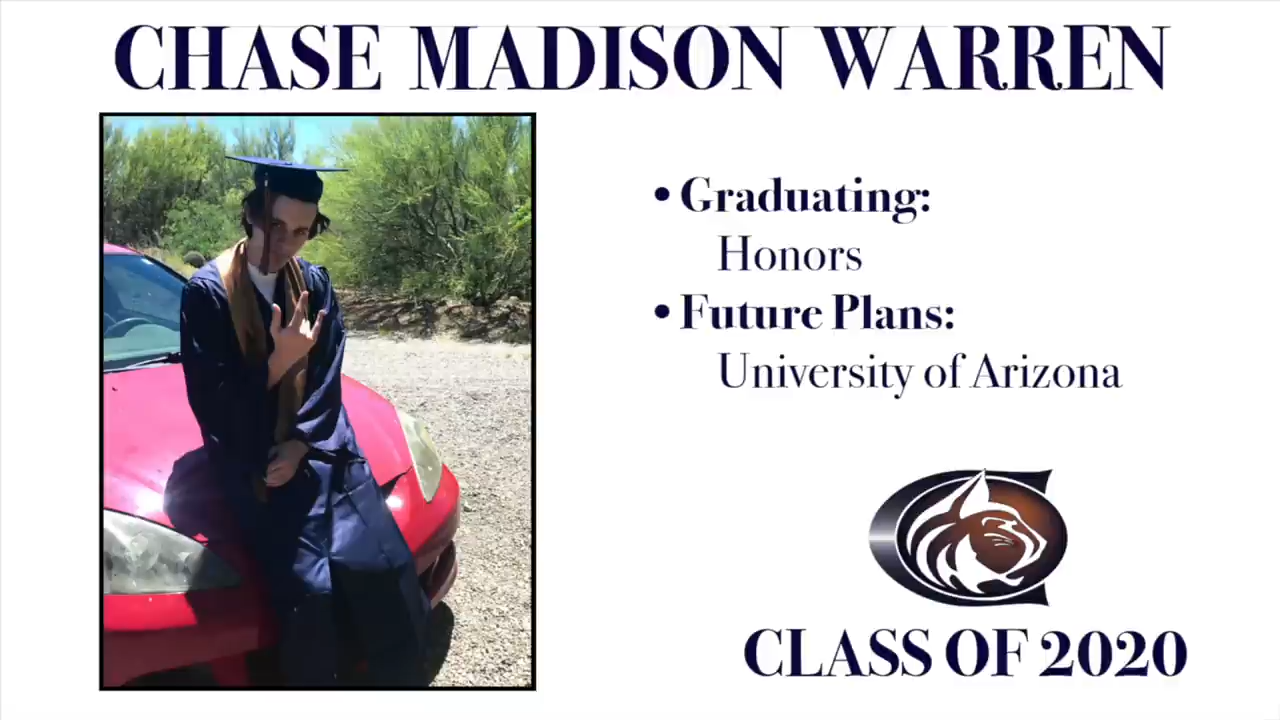 CHASE MADISON WARREN
• Graduating:
Honors
• Future Plans:
University of Arizona
CLASS OF 2020